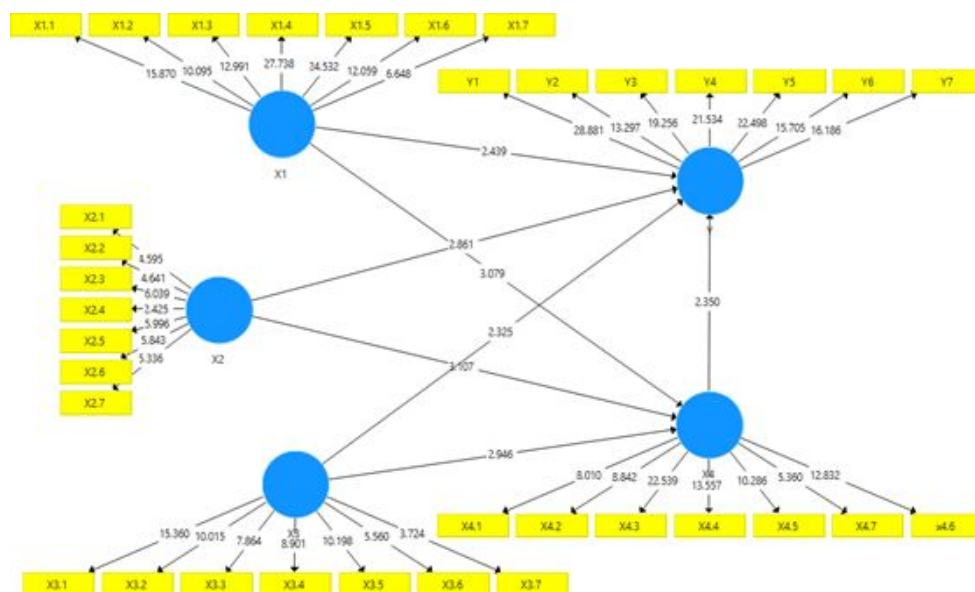 X1.1 X1.2 X1.3 X1.4 X1.5 X1.6 X1.7
15.870 10.095 12.991 27.738 24.532 12.059 6.648
X1
Y1 Y2 Y3 Y4 Y5 Y6 Y7
28.881 13.297 19.256 21.534 22.498 15.705 16.186
Y
2.439
X2.1
X2.2
X2.3
X2.4
X2.5
X2.6
X2.7
4.595
4.641
6.039
2.425
5.996
5.843
5.336
X2
2.861
3.079
2.350
2.325
3.107
2.946
X4
8.010 8.842 22.539 13.557 10.286 5.360 12.832
X4.1 X4.2 X4.3 X4.4 X4.5 X4.7 x4.6
X3
15.360 10.015 7.864 8.901 10.198 5.560 3.724
X3.1 X3.2 X3.3 X3.4 X3.5 X3.6 X3.7